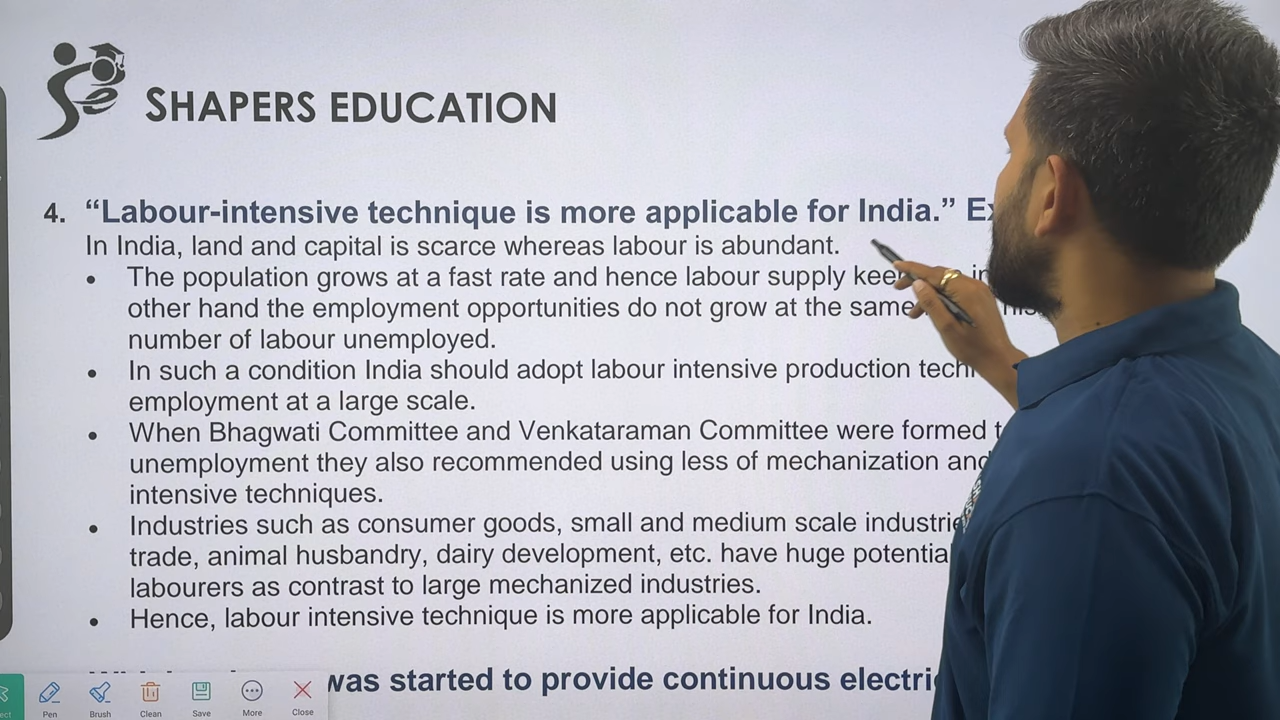 SHAPERS EDUCATION
4. “Labour-intensive technique is more applicable for India.”
In India, land and capital is scarce whereas labour is abundant.
• The population grows at a fast rate and hence labour supply
other hand the employment opportunities do not grow at the same
number of labour unemployed.
• In such a condition India should adopt labour intensive production
employment at a large scale.
• When Bhagwati Committee and Venkataraman Committee were formed
unemployment they also recommended using less of mechanization and
intensive techniques.
• Industries such as consumer goods, small and medium scale
trade, animal husbandry, dairy development, etc. have huge
labourers as contrast to large mechanized industries.
• Hence, labour intensive technique is more applicable for India.
was started to provide continuous
Pen Brush Clean Save More Close